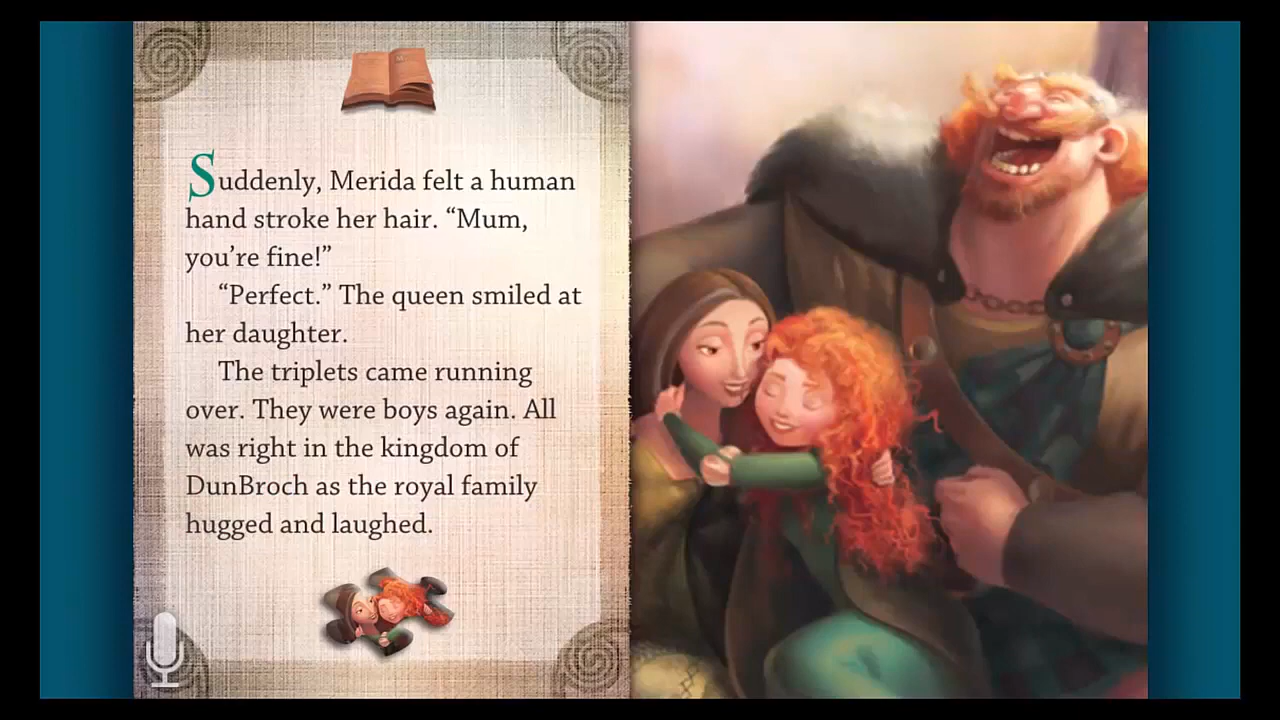 Suddenly, Merida felt a human
hand stroke her hair. “Mum,
you’re fine!”
“Perfect.” The queen smiled at
her daughter.
The triplets came running
over. They were boys again. All
was right in the kingdom of
DunBroch as the royal family
hugged and laughed.